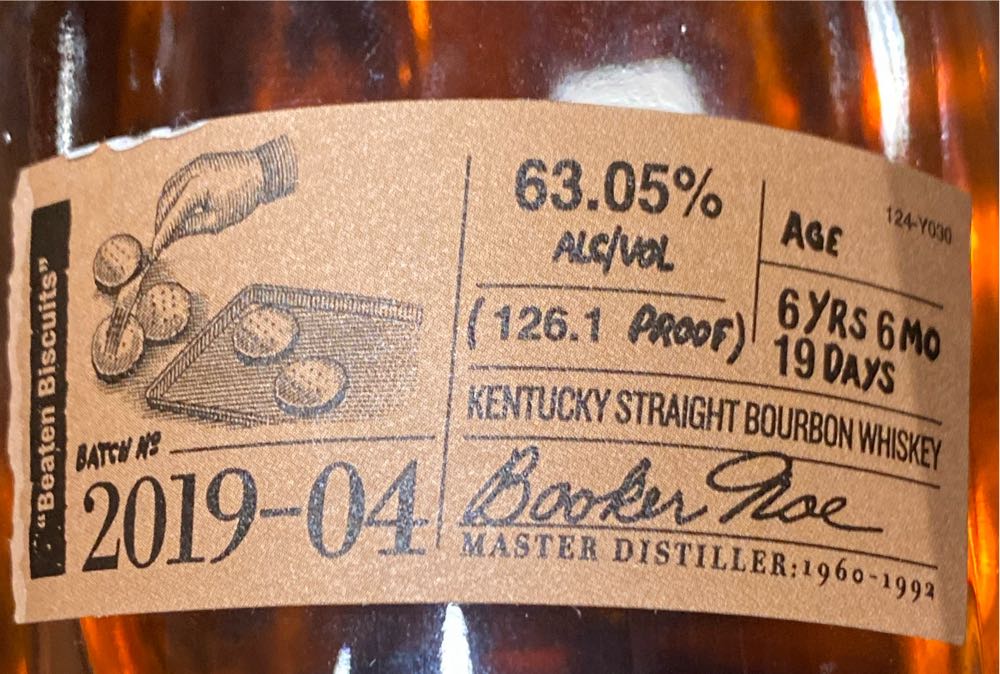 "Beaten Biscuits"
BATCH Nº
2019-04
63.05%
ALC/VOL
(126.1 PROOF)
AGE
124-Y030
6 YRS 6 MO
19 DAYS
KENTUCKY STRAIGHT BOURBON WHISKEY
Booker Noe
MASTER DISTILLER:1960-1992